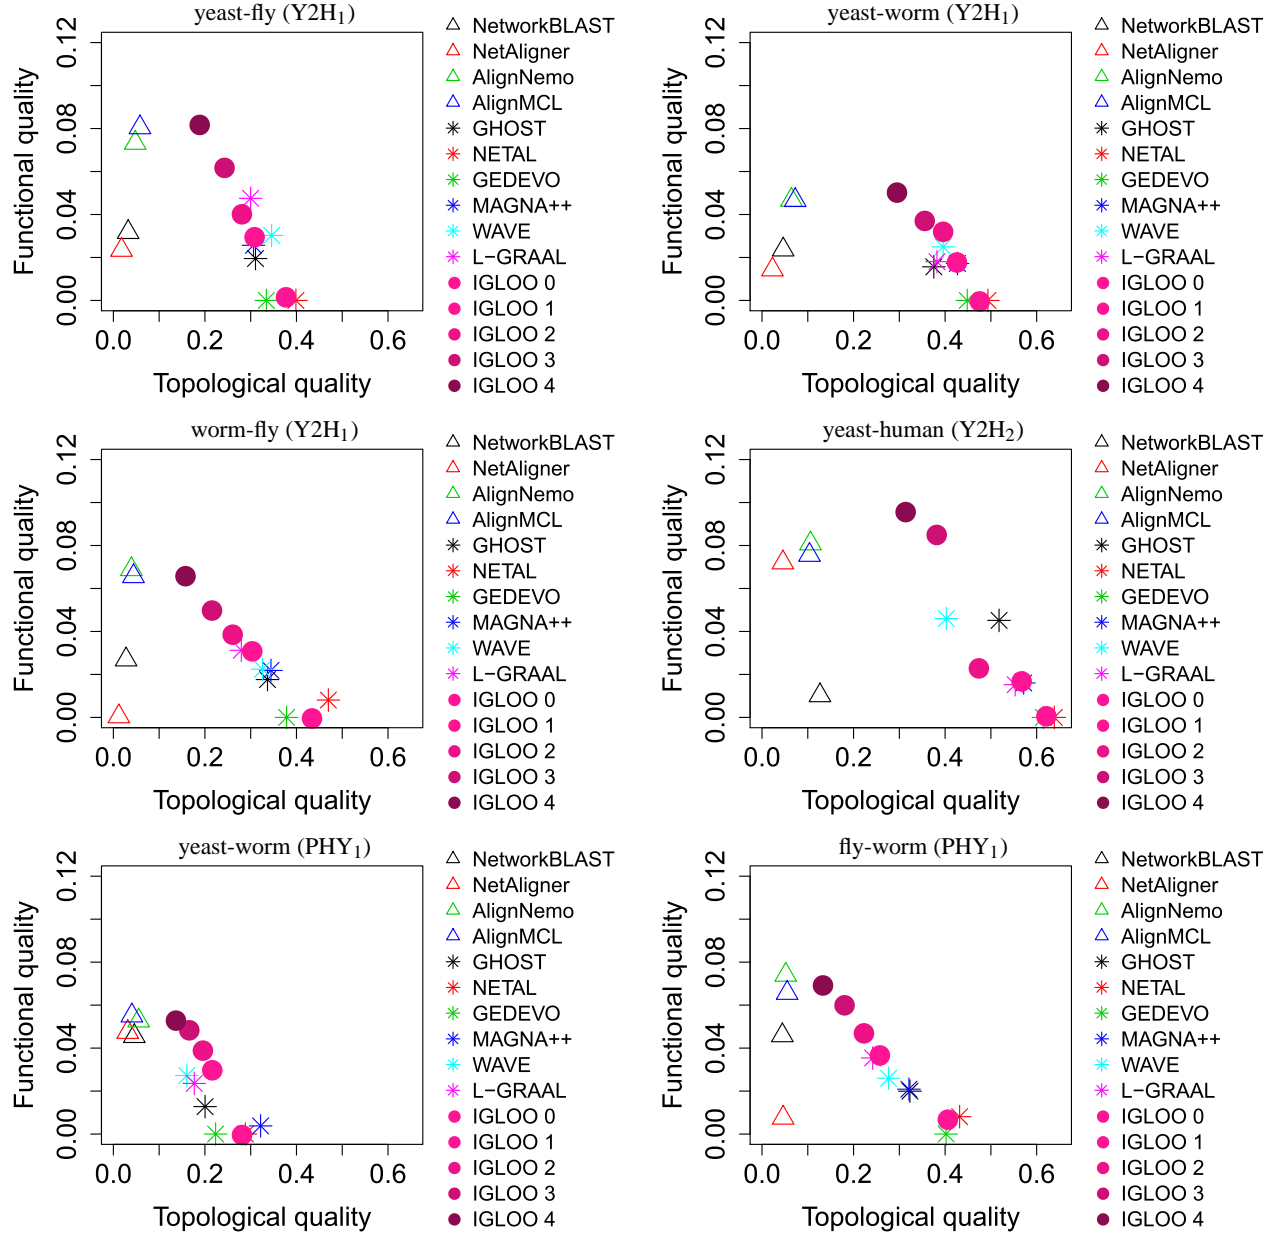 yeast-fly (Y2H1)
Functional quality
0.12
0.08
0.04
0.00
0.0 0.2 0.4 0.6
Topological quality
NetworkBLAST
NetAligner
AlignNemo
AlignMCL
GHOST
NETAL
GEDEVO
MAGNA++
WAVE
L−GRAAL
IGLOO 0
IGLOO 1
IGLOO 2
IGLOO 3
IGLOO 4
yeast-worm (Y2H1)
Functional quality
0.12
0.08
0.04
0.00
0.0 0.2 0.4 0.6
Topological quality
NetworkBLAST
NetAligner
AlignNemo
AlignMCL
GHOST
NETAL
GEDEVO
MAGNA++
WAVE
L−GRAAL
IGLOO 0
IGLOO 1
IGLOO 2
IGLOO 3
IGLOO 4
worm-fly (Y2H1)
Functional quality
0.12
0.08
0.04
0.00
0.0 0.2 0.4 0.6
Topological quality
NetworkBLAST
NetAligner
AlignNemo
AlignMCL
GHOST
NETAL
GEDEVO
MAGNA++
WAVE
L−GRAAL
IGLOO 0
IGLOO 1
IGLOO 2
IGLOO 3
IGLOO 4
yeast-human (Y2H2)
Functional quality
0.12
0.08
0.04
0.00
0.0 0.2 0.4 0.6
Topological quality
NetworkBLAST
NetAligner
AlignNemo
AlignMCL
GHOST
NETAL
GEDEVO
MAGNA++
WAVE
L−GRAAL
IGLOO 0
IGLOO 1
IGLOO 2
IGLOO 3
IGLOO 4
yeast-worm (PHY1)
Functional quality
0.12
0.08
0.04
0.00
0.0 0.2 0.4 0.6
Topological quality
NetworkBLAST
NetAligner
AlignNemo
AlignMCL
GHOST
NETAL
GEDEVO
MAGNA++
WAVE
L−GRAAL
IGLOO 0
IGLOO 1
IGLOO 2
IGLOO 3
IGLOO 4
fly-worm (PHY1)
Functional quality
0.12
0.08
0.04
0.00
0.0 0.2 0.4 0.6
Topological quality
NetworkBLAST
NetAligner
AlignNemo
AlignMCL
GHOST
NETAL
GEDEVO
MAGNA++
WAVE
L−GRAAL
IGLOO 0
IGLOO 1
IGLOO 2
IGLOO 3
IGLOO 4